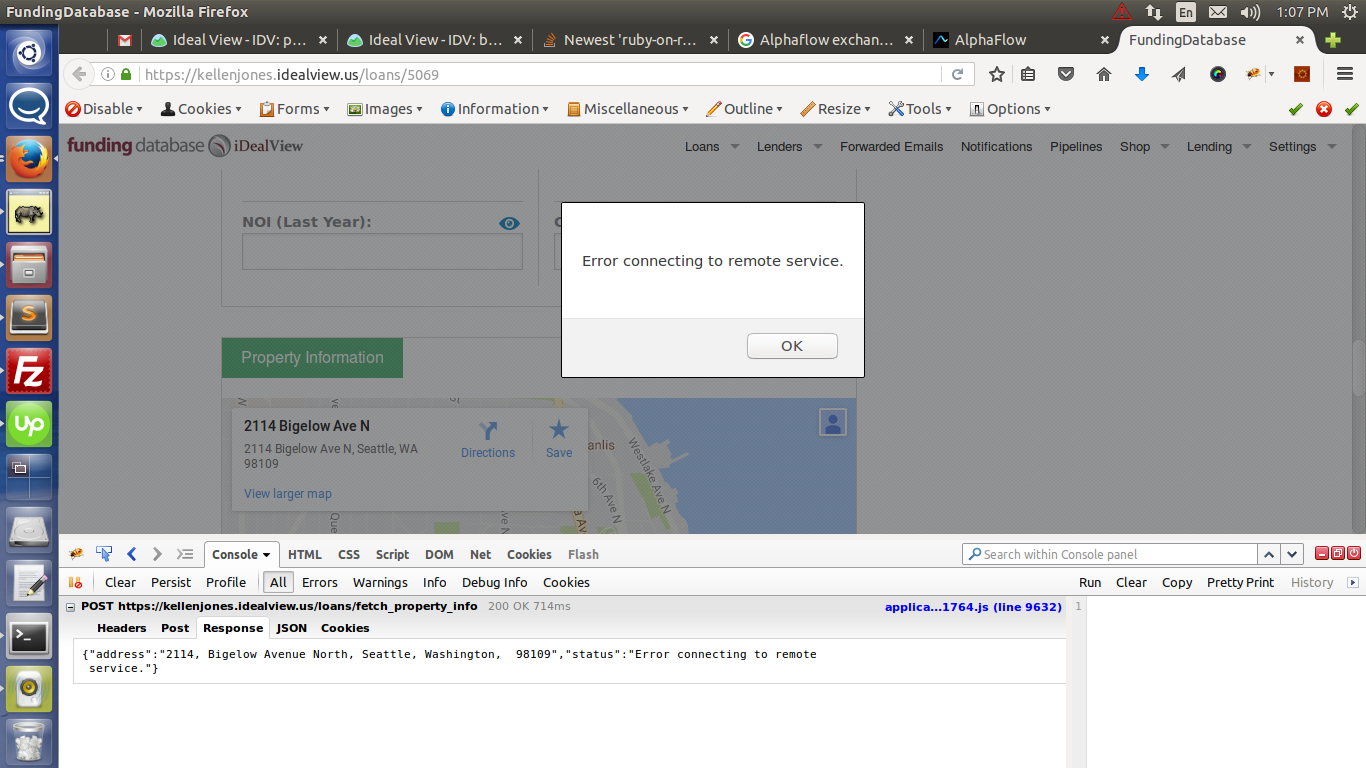 FundingDatabase - Mozilla Firefox
En
1:07 PM
Ideal View - IDV: p... ×
Ideal View - IDV: b... ×
Newest 'ruby-on-r... ×
Alphaflow exchan... ×
AlphaFlow ×
FundingDatabase ×
https://kellenjones.idealview.us/loans/5069
Disable Cookies Forms Images Information Miscellaneous Outline Resize Tools Options
funding database iDealView
Loans Lenders Forwarded Emails Notifications Pipelines Shop Lending Settings
NOI (Last Year):
Error connecting to remote service.
OK
Property Information
2114 Bigelow Ave N
2114 Bigelow Ave N, Seattle, WA
98109
Directions
Save
View larger map
Westlake Ave N
6th Ave N
Console HTML CSS Script DOM Net Cookies Flash
Search within Console panel
Clear Persist Profile All Errors Warnings Info Debug Info Cookies
Run Clear Copy Pretty Print History
POST https://kellenjones.idealview.us/loans/fetch_property_info 200 OK 714ms
applica...1764.js (line 9632)
1
Headers Post Response JSON Cookies
{"address":"2114, Bigelow Avenue North, Seattle, Washington,  98109","status":"Error connecting to remote
service."}
S
Fz
Up